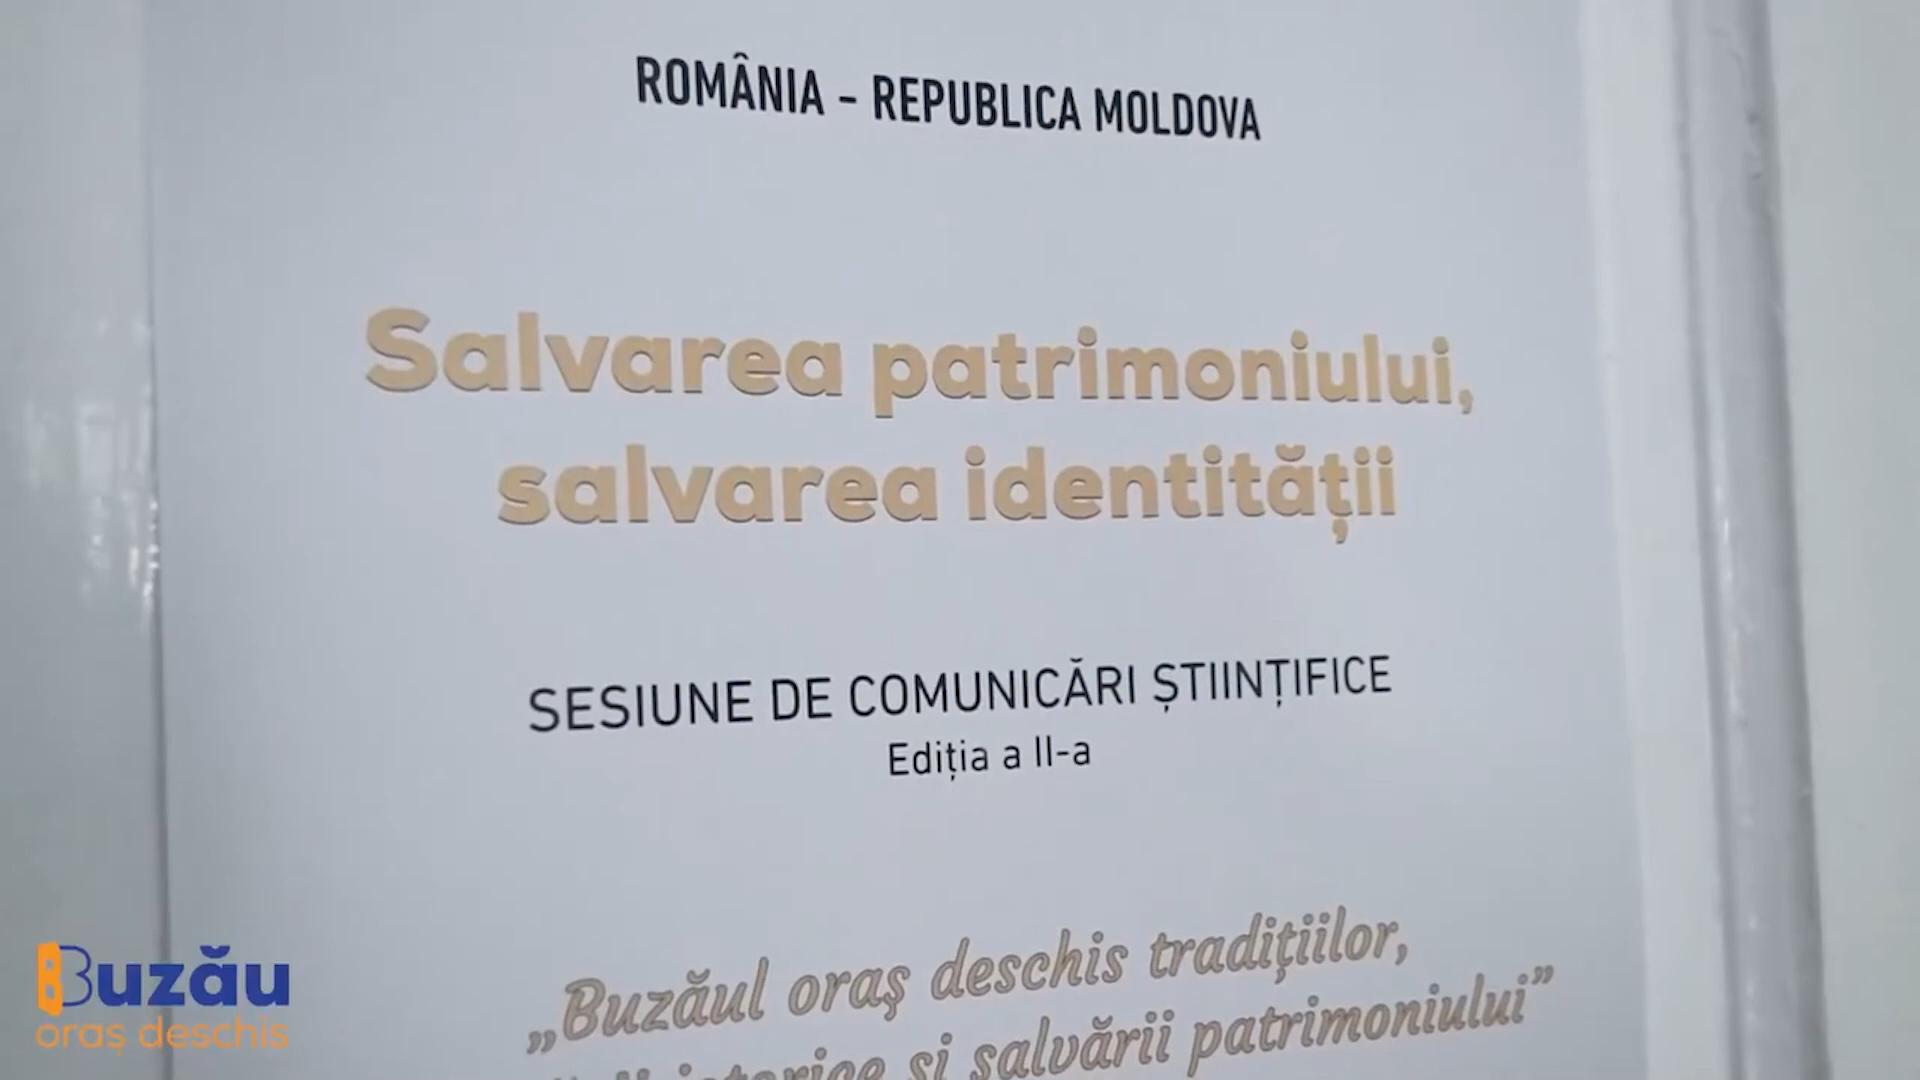 ROMÂNIA - REPUBLICA MOLDOVA
Salvarea patrimoniului,
salvarea identității
SESIUNE DE COMUNICĂRI ȘTIINȚIFICE
Ediția a II-a
„Buzăul oraș deschis tradițiilor,
istorice și salvării patrimoniului”
Buzău
oraș deschis